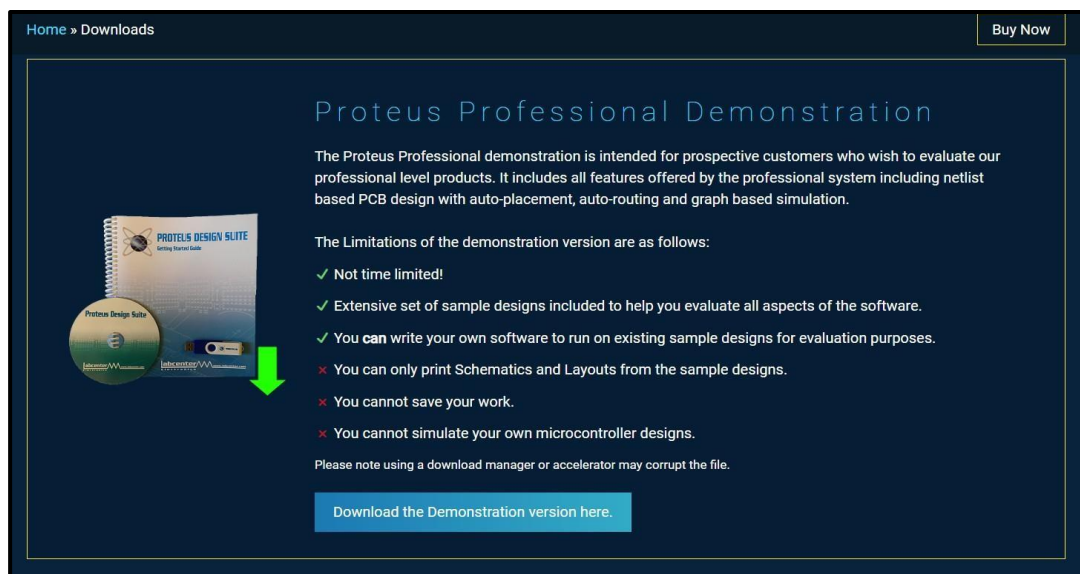 Home » Downloads
Buy Now
Proteus Professional Demonstration
The Proteus Professional demonstration is intended for prospective customers who wish to evaluate our
professional level products. It includes all features offered by the professional system including netlist
based PCB design with auto-placement, auto-routing and graph based simulation.
The Limitations of the demonstration version are as follows:
✓ Not time limited!
✓ Extensive set of sample designs included to help you evaluate all aspects of the software.
✓ You can write your own software to run on existing sample designs for evaluation purposes.
× You can only print Schematics and Layouts from the sample designs.
× You cannot save your work.
× You cannot simulate your own microcontroller designs.
Please note using a download manager or accelerator may corrupt the file.
Download the Demonstration version here.
PROTEUS DESIGN SUITE
Getting Started Guide
Proteus Design Suite
labcenter
labcenter